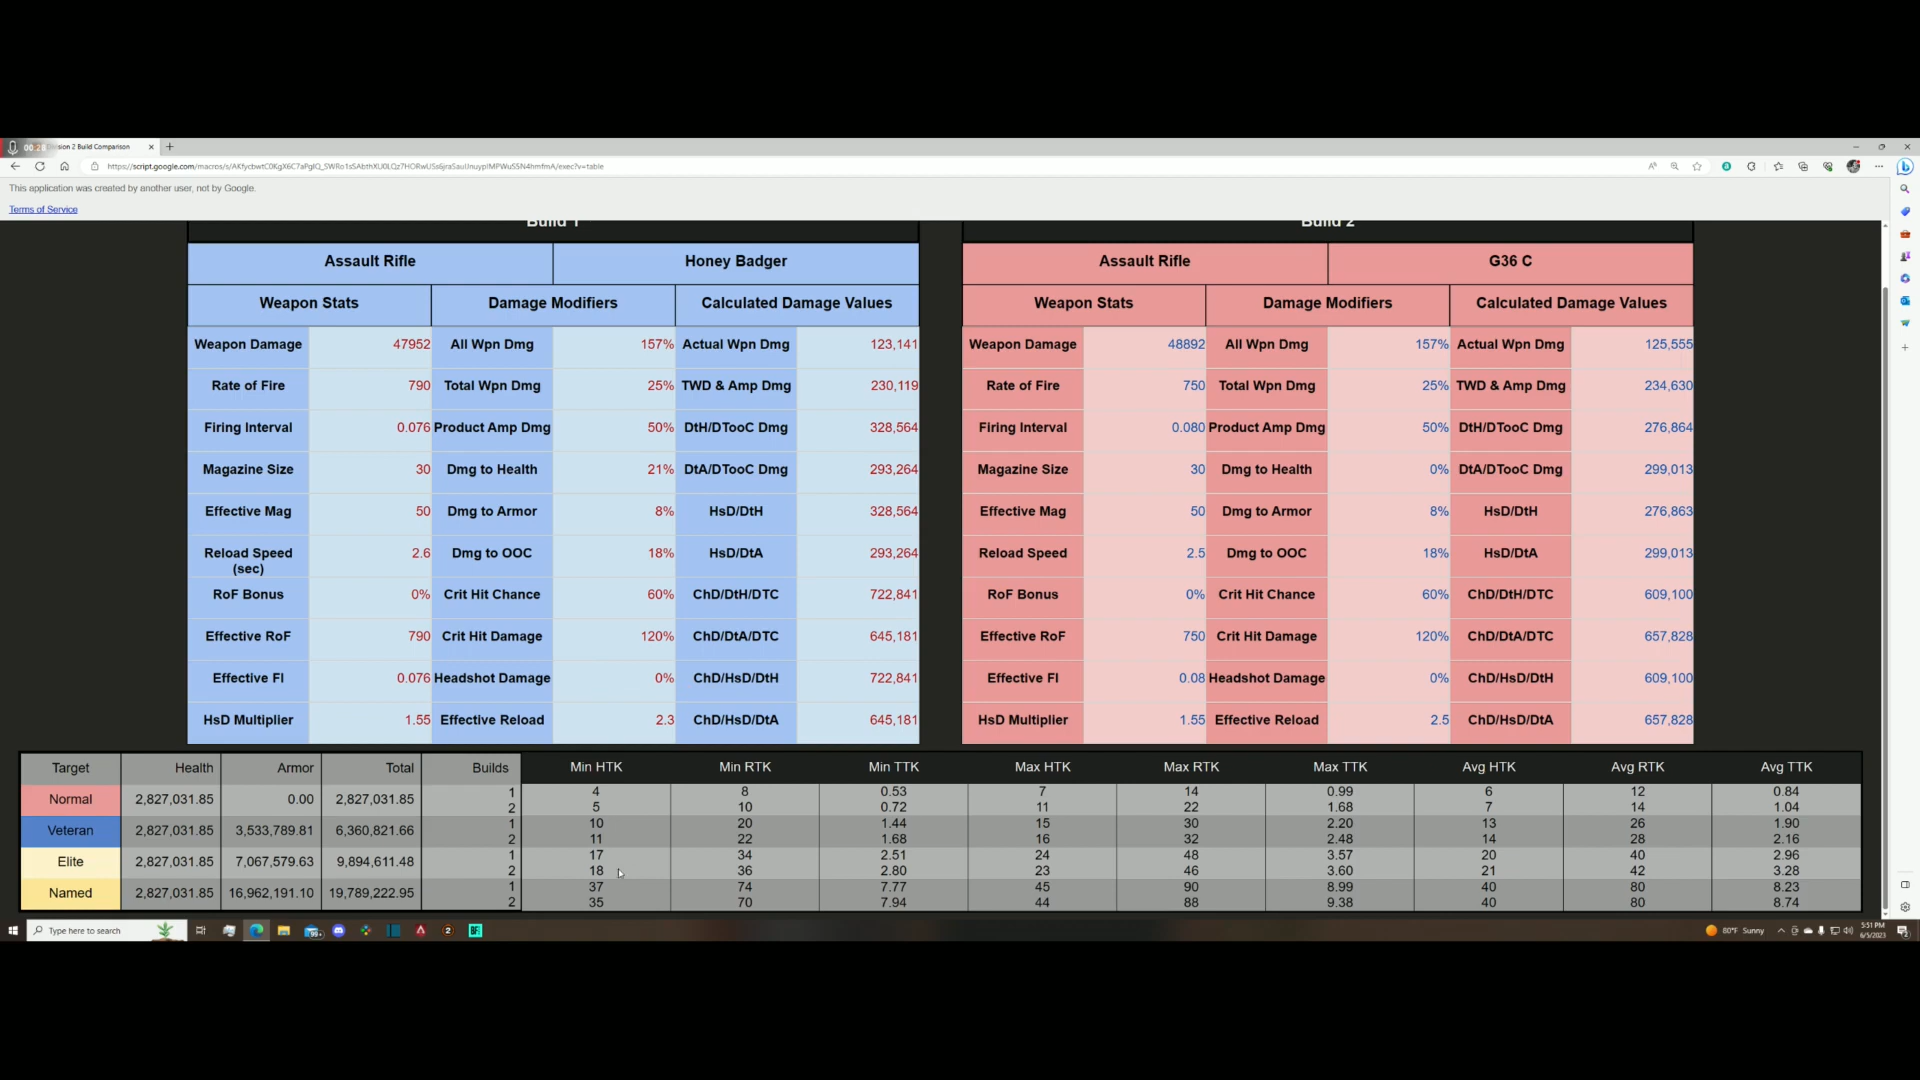 00:28 sion 2 Build Comparison
https://script.google.com/macros/s/
This application was created by another user, not by Google.
Terms of Service
Build 1 Build 2
Assault Rifle Honey Badger Assault Rifle G36 C
Weapon Stats Damage Modifiers Calculated Damage Values Weapon Stats Damage Modifiers Calculated Damage Values
Weapon Damage 47952 All Wpn Dmg 157% Actual Wpn Dmg 123,141 Weapon Damage 48892 All Wpn Dmg 157% Actual Wpn Dmg 125,555
Rate of Fire 790 Total Wpn Dmg 25% TWD & Amp Dmg 230,119 Rate of Fire 750 Total Wpn Dmg 25% TWD & Amp Dmg 234,630
Firing Interval 0.076 Product Amp Dmg 50% DtH/DTooC Dmg 328,564 Firing Interval 0.080 Product Amp Dmg 50% DtH/DTooC Dmg 276,864
Magazine Size 30 Dmg to Health 21% DtA/DTooC Dmg 293,264 Magazine Size 30 Dmg to Health 0% DtA/DTooC Dmg 299,013
Effective Mag 50 Dmg to Armor 8% HsD/DtH 328,564 Effective Mag 50 Dmg to Armor 8% HsD/DtH 276,863
Reload Speed (sec) 2.6 Dmg to OOC 18% HsD/DtA 293,264 Reload Speed 2.5 Dmg to OOC 18% HsD/DtA 299,013
RoF Bonus 0% Crit Hit Chance 60% ChD/DtH/DTC 722,841 RoF Bonus 0% Crit Hit Chance 60% ChD/DtH/DTC 609,100
Effective RoF 790 Crit Hit Damage 120% ChD/DtA/DTC 645,181 Effective RoF 750 Crit Hit Damage 120% ChD/DtA/DTC 657,828
Effective FI 0.076 Headshot Damage 0% ChD/HsD/DtH 722,841 Effective FI 0.08 Headshot Damage 0% ChD/HsD/DtH 609,100
HsD Multiplier 1.55 Effective Reload 2.3 ChD/HsD/DtA 645,181 HsD Multiplier 1.55 Effective Reload 2.5 ChD/HsD/DtA 657,828
Target Health Armor Total Builds Min HTK Min RTK Min TTK Max HTK Max RTK Max TTK Avg HTK Avg RTK Avg TTK
Normal 2,827,031.85 0.00 2,827,031.85 1 4 8 0.53 7 14 0.99 6 12 0.84
2 5 10 0.72 11 22 1.68 7 14 1.04
Veteran 2,827,031.85 3,533,789.81 6,360,821.66 1 10 20 1.44 15 30 2.20 13 26 1.90
2 11 22 1.68 16 32 2.48 14 28 2.16
Elite 2,827,031.85 7,067,579.63 9,894,611.48 1 17 34 2.51 24 48 3.57 20 40 2.96
2 18 36 2.80 23 46 3.60 21 42 3.28
Named 2,827,031.85 16,962,191.10 19,789,222.95 1 37 74 7.77 45 90 8.99 40 80 8.23
2 35 70 7.94 44 88 9.38 40 80 8.74
Type here to search 99+ 80°F Sunny 5:51 PM
6/5/2023